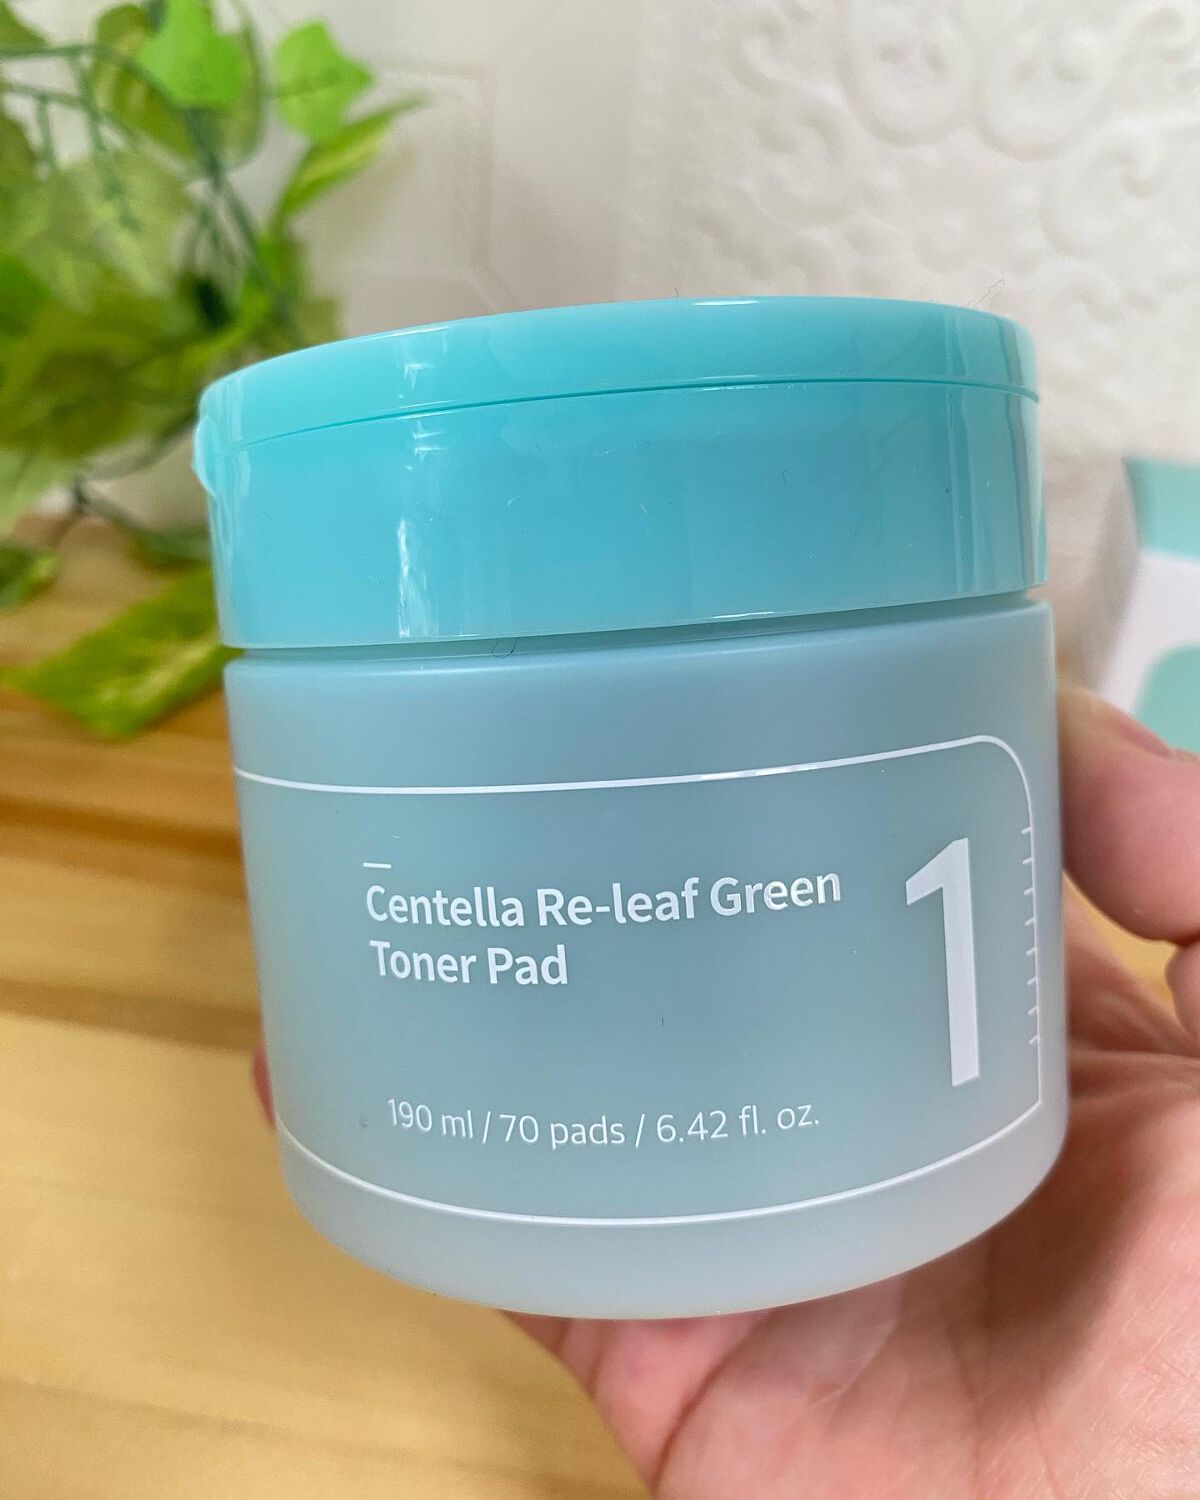 Centella Re-leaf Green
Toner Pad
1
190 ml / 70 pads / 6.42 fl. oz.